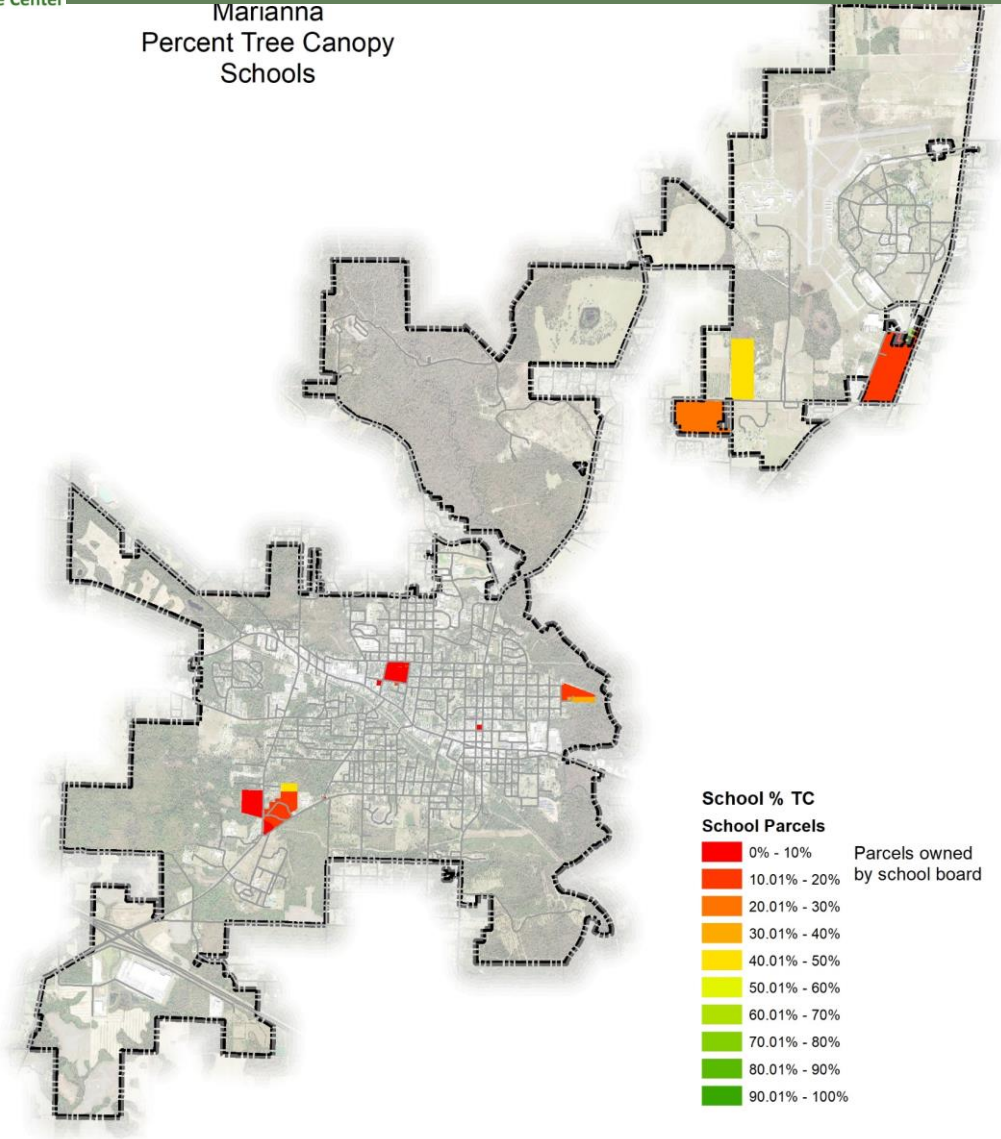 e Center
Marianna
Percent Tree Canopy
Schools
School % TC
School Parcels
0% - 10%
10.01% - 20%
20.01% - 30%
30.01% - 40%
40.01% - 50%
50.01% - 60%
60.01% - 70%
70.01% - 80%
80.01% - 90%
90.01% - 100%
Parcels owned
by school board